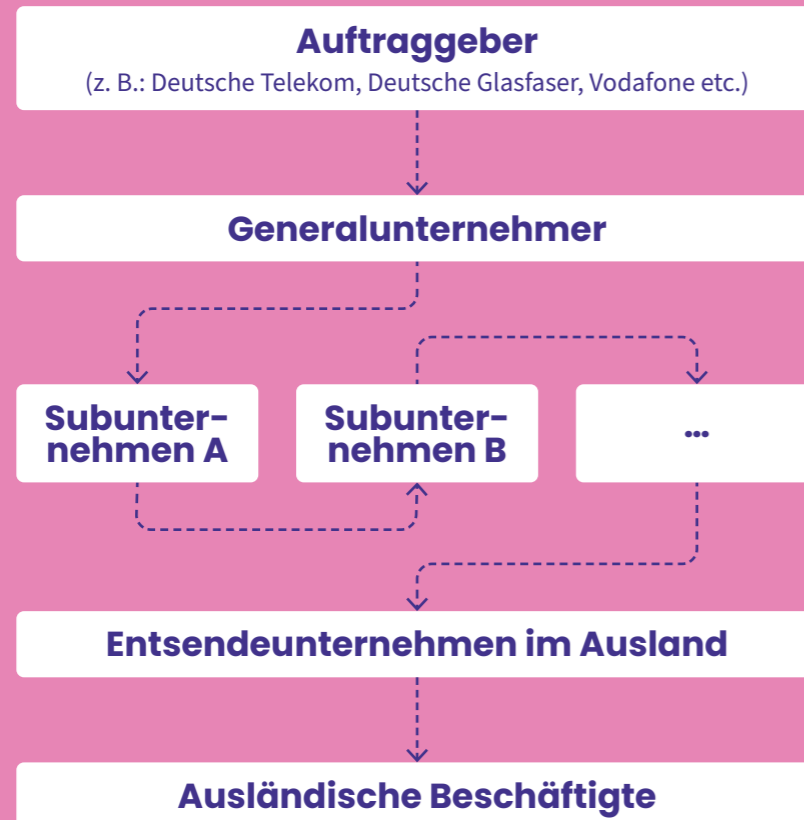 Auftraggeber
(z. B.: Deutsche Telekom, Deutsche Glasfaser, Vodafone etc.)
Generalunternehmer
Subunter-
nehmen A
Subunter-
nehmen B
...
Entsendeunternehmen im Ausland
Ausländische Beschäftigte